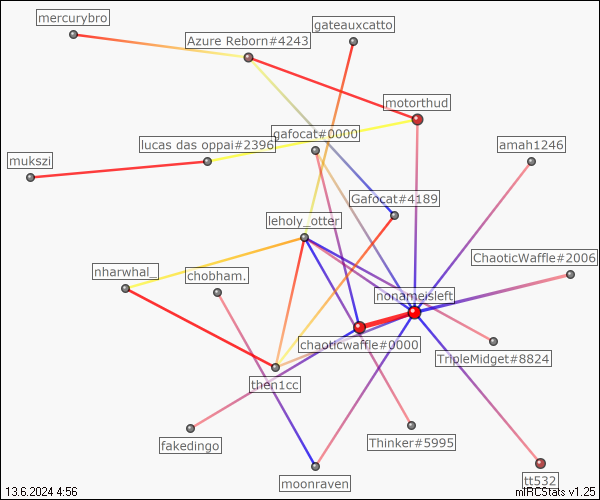 mercurybro
gateauxcatto
Azure Reborn#4243
motorthud
gafocat#0000
lucas das oppai#2396
amah1246
mukszi
Gafocat#4189
leholy_otter
ChaoticWaffle#2006
nharwhal_
chobham.
nonameisleft
chaoticwaffle#0000
TripleMidget#8824
then1cc
fakedingo
Thinker#5995
moonraven
tt532
13.6.2024 4:56
mIRCStats v1.25